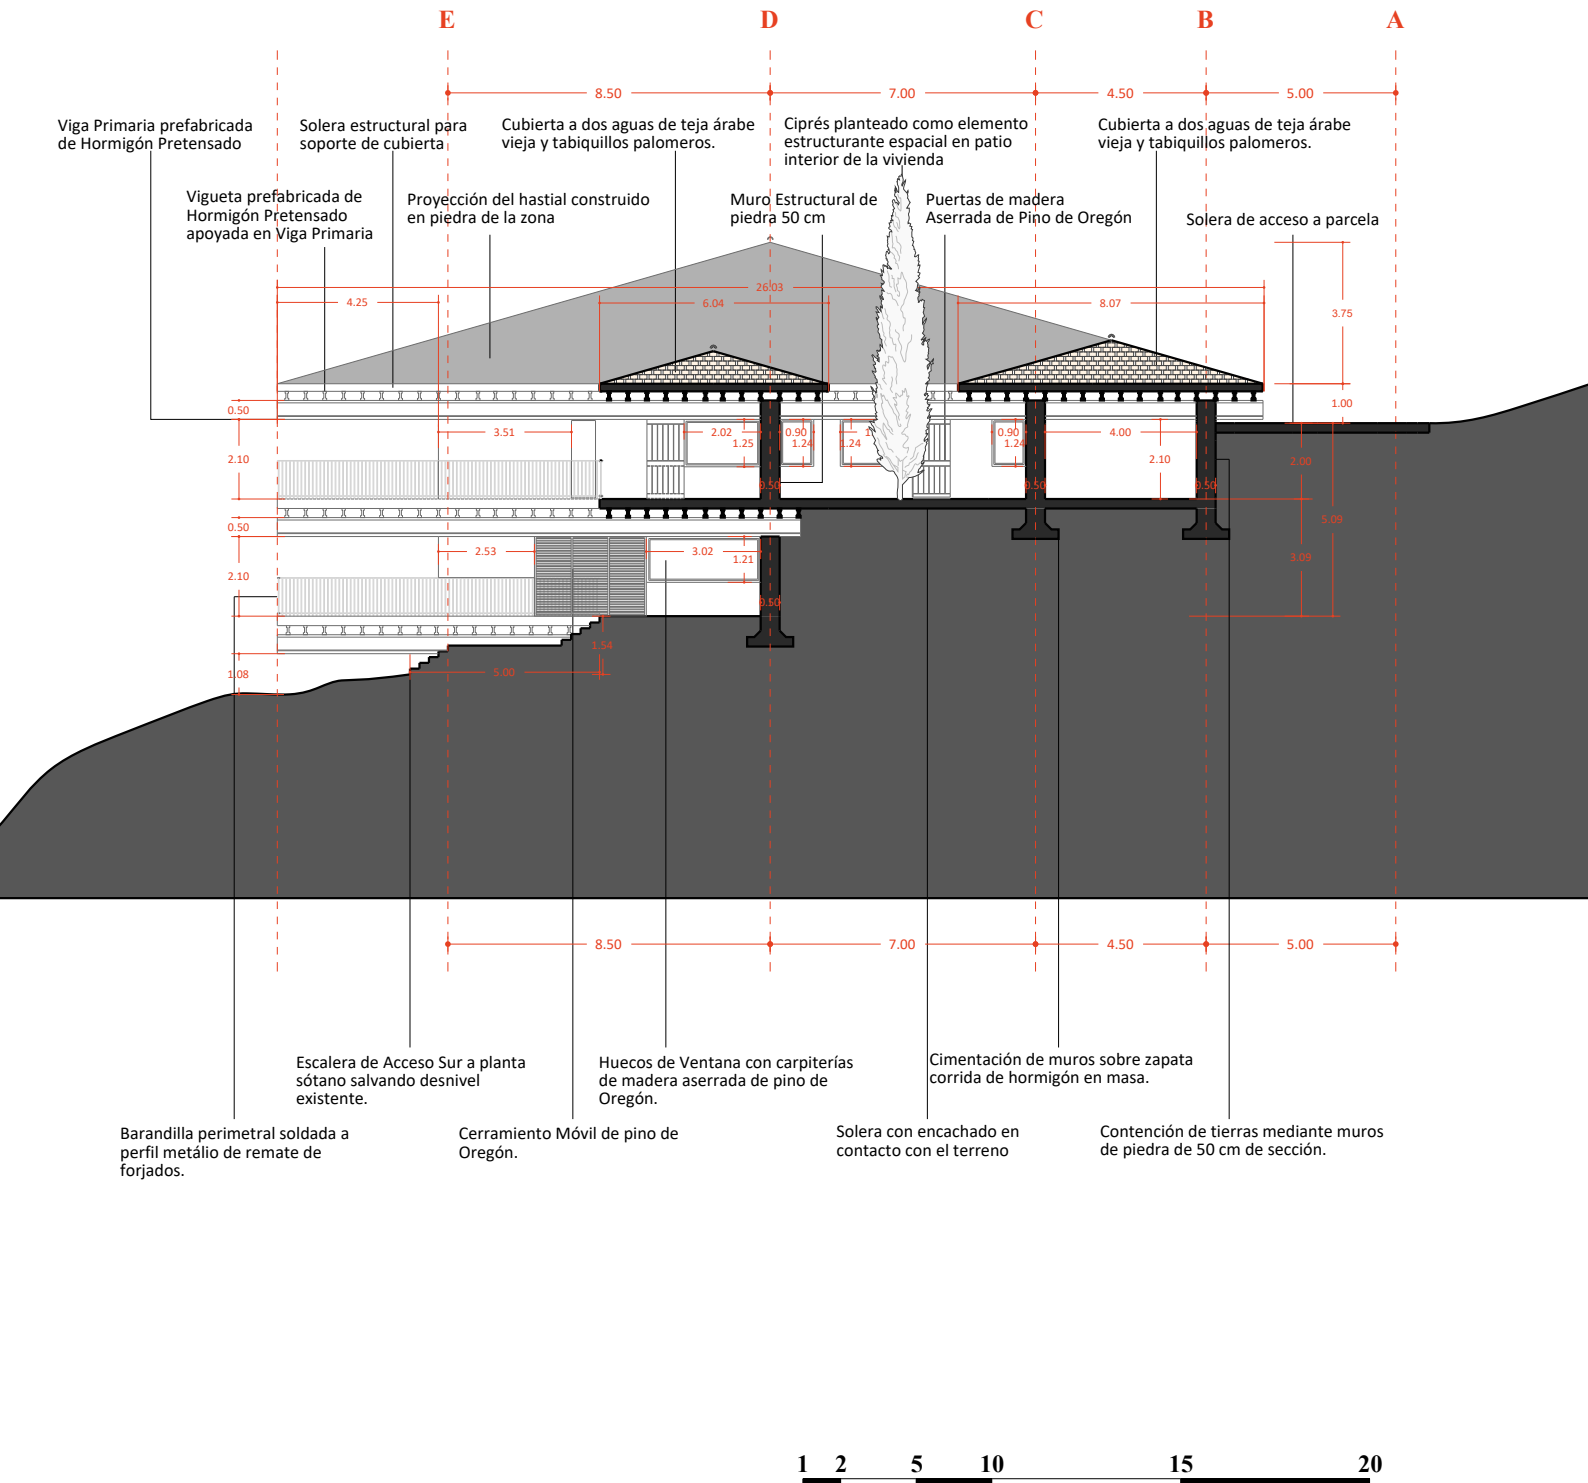 E D C B A
8.50 7.00 4.50 5.00
Viga Primaria prefabricada
de Hormigón Pretensado
Solera estructural para
soporte de cubierta
Cubierta a dos aguas de teja árabe
vieja y tabiquillos palomeros.
Ciprés planteado como elemento
estructurante espacial en patio
interior de la vivienda
Cubierta a dos aguas de teja árabe
vieja y tabiquillos palomeros.
Vigueta prefabricada de
Hormigón Pretensado
apoyada en Viga Primaria
Proyección del hastial construido
en piedra de la zona
Muro Estructural de
piedra 50 cm
Puertas de madera
Aserrada de Pino de Oregón
Solera de acceso a parcela
26.03
4.25 6.04 8.07
3.75
1.00
0.50
3.51 2.02 0.90 0.90 4.00
1.25 1.24 1.24 1.24
2.10 2.10 2.00
0.50 0.50 0.50
0.50 5.09
2.53 3.02 1.21
2.10 3.09
0.50
1.54
1.08 5.00
8.50 7.00 4.50 5.00
Escalera de Acceso Sur a planta
sótano salvando desnivel
existente.
Huecos de Ventana con carpiterías
de madera aserrada de pino de
Oregón.
Cimentación de muros sobre zapata
corrida de hormigón en masa.
Barandilla perimetral soldada a
perfil metálio de remate de
forjados.
Cerramiento Móvil de pino de
Oregón.
Solera con encachado en
contacto con el terreno
Contención de tierras mediante muros
de piedra de 50 cm de sección.
1 2 5 10 15 20